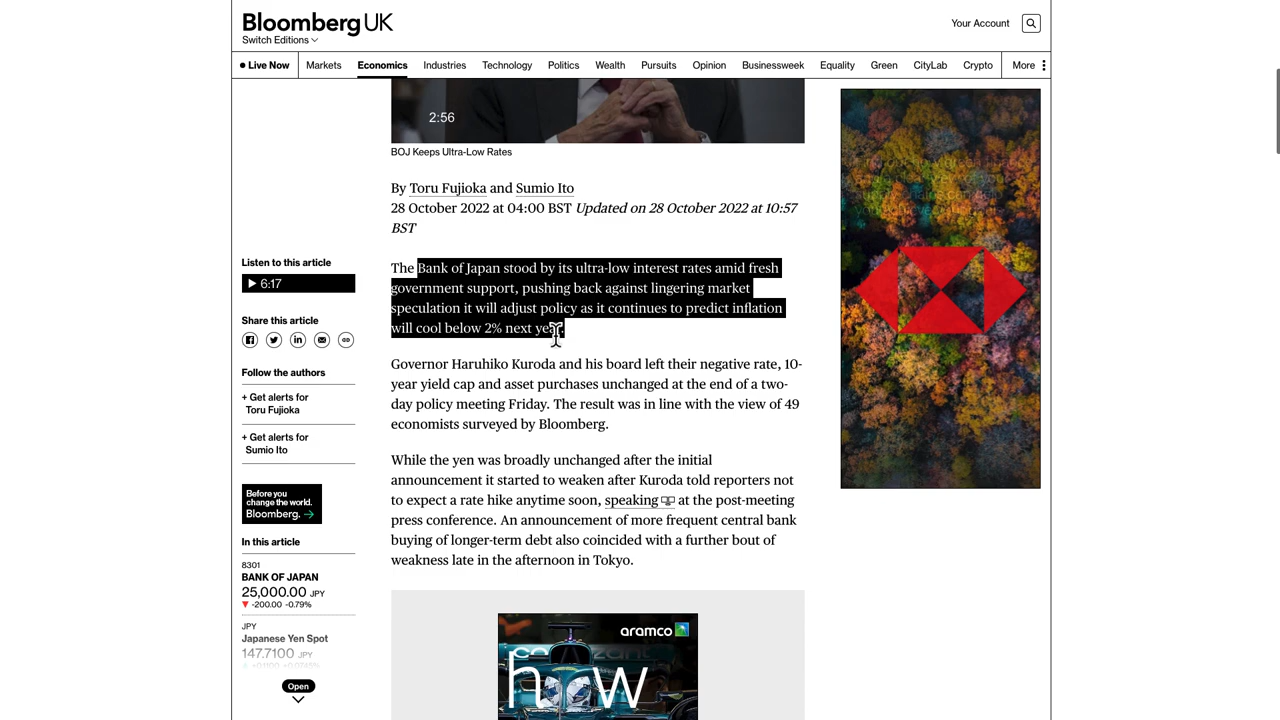 Bloomberg UK
Switch Editions
Your Account
Live Now
Markets
Economics
Industries
Technology
Politics
Wealth
Pursuits
Opinion
Businessweek
Equality
Green
CityLab
Crypto
More
2:56
BOJ Keeps Ultra-Low Rates
By Toru Fujioka and Sumio Ito
28 October 2022 at 04:00 BST Updated on 28 October 2022 at 10:57
BST
Listen to this article
6:17
Share this article
Follow the authors
+ Get alerts for
Toru Fujioka
+ Get alerts for
Sumio Ito
Before you
change the world.
Bloomberg.
In this article
8301
BANK OF JAPAN
25,000.00 JPY
-200.00 -0.79%
JPY
Japanese Yen Spot
147.7100 JPY
+0.1100 +0.0745%
Open
The Bank of Japan stood by its ultra-low interest rates amid fresh
government support, pushing back against lingering market
speculation it will adjust policy as it continues to predict inflation
will cool below 2% next year.
Governor Haruhiko Kuroda and his board left their negative rate, 10-
year yield cap and asset purchases unchanged at the end of a two-
day policy meeting Friday. The result was in line with the view of 49
economists surveyed by Bloomberg.
While the yen was broadly unchanged after the initial
announcement it started to weaken after Kuroda told reporters not
to expect a rate hike anytime soon, speaking at the post-meeting
press conference. An announcement of more frequent central bank
buying of longer-term debt also coincided with a further bout of
weakness late in the afternoon in Tokyo.
aramco